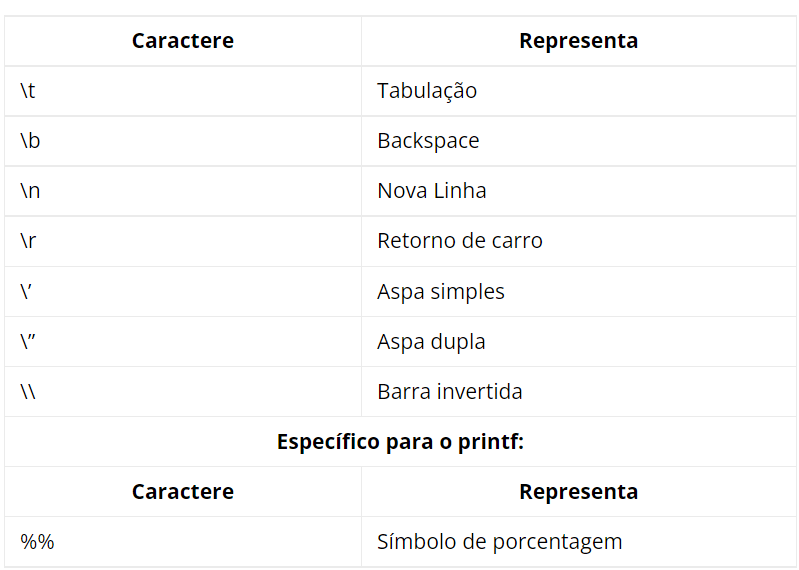 Caractere Representa
\t Tabulação
\b Backspace
\n Nova Linha
\r Retorno de carro
\’ Aspa simples
\” Aspa dupla
\\ Barra invertida
Específico para o printf:
Caractere Representa
%% Símbolo de porcentagem